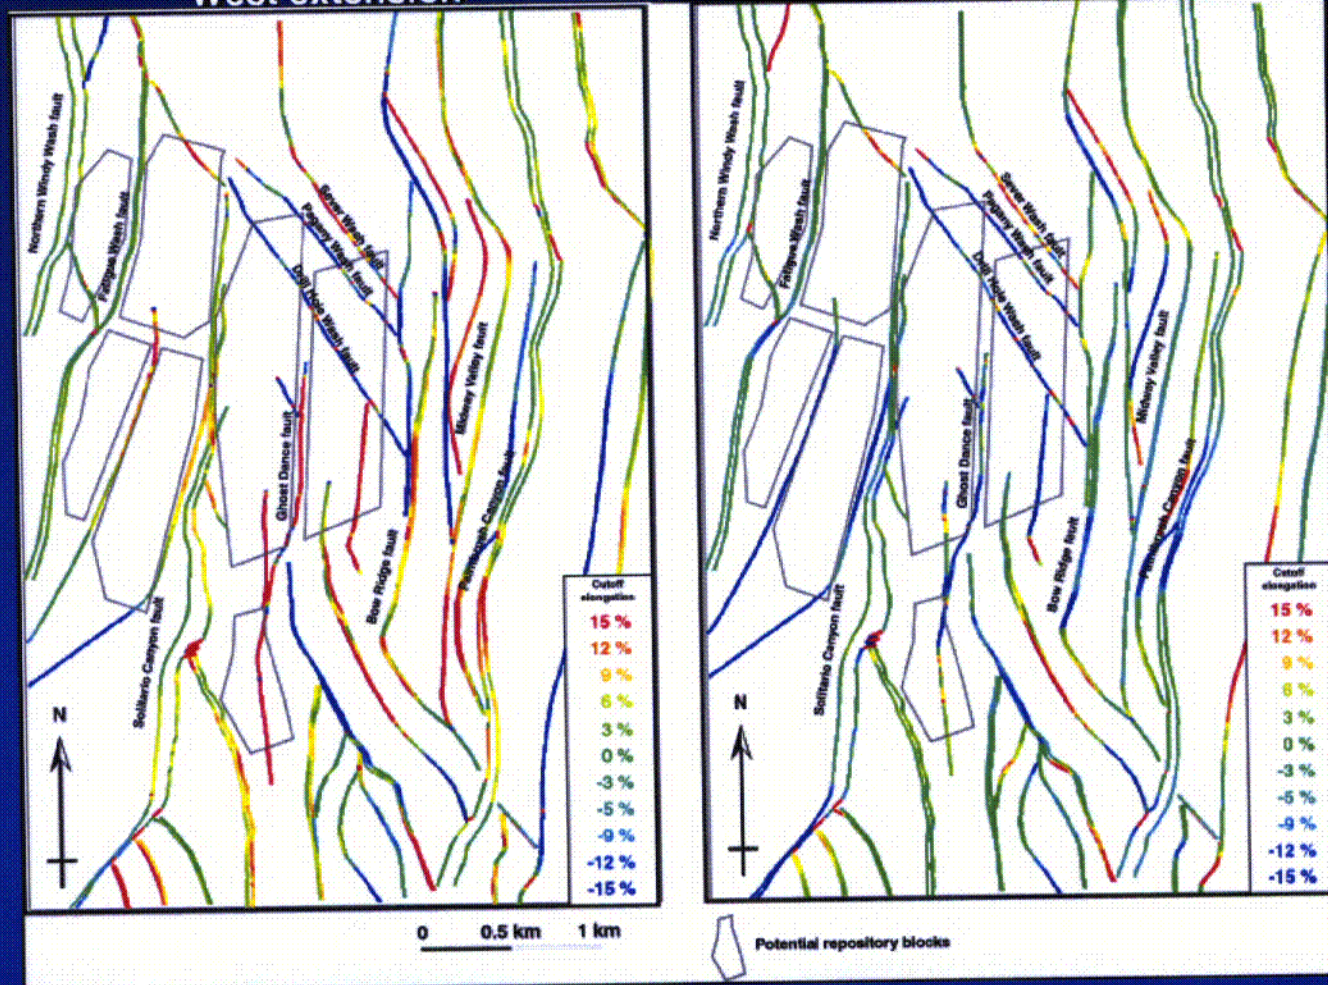 West extension
Northern Windy Wash fault
Fatigue Wash fault
Sever Wash fault
Pagany Wash fault
Drill Hole Wash fault
Midway Valley fault
Ghost Dance fault
Paintbrush Canyon fault
Bow Ridge fault
Solitario Canyon fault
N
Cutoff
elongation
15 %
12 %
9 %
6 %
3 %
0 %
-3 %
-5 %
-9 %
-12 %
-15 %
Northern Windy Wash fault
Fatigue Wash fault
Sever Wash fault
Pagany Wash fault
Drill Hole Wash fault
Midway Valley fault
Ghost Dance fault
Paintbrush Canyon fault
Bow Ridge fault
Solitario Canyon fault
N
Cutoff
elongation
15 %
12 %
9 %
6 %
3 %
0 %
-3 %
-5 %
-9 %
-12 %
-15 %
0 0.5 km 1 km
Potential repository blocks